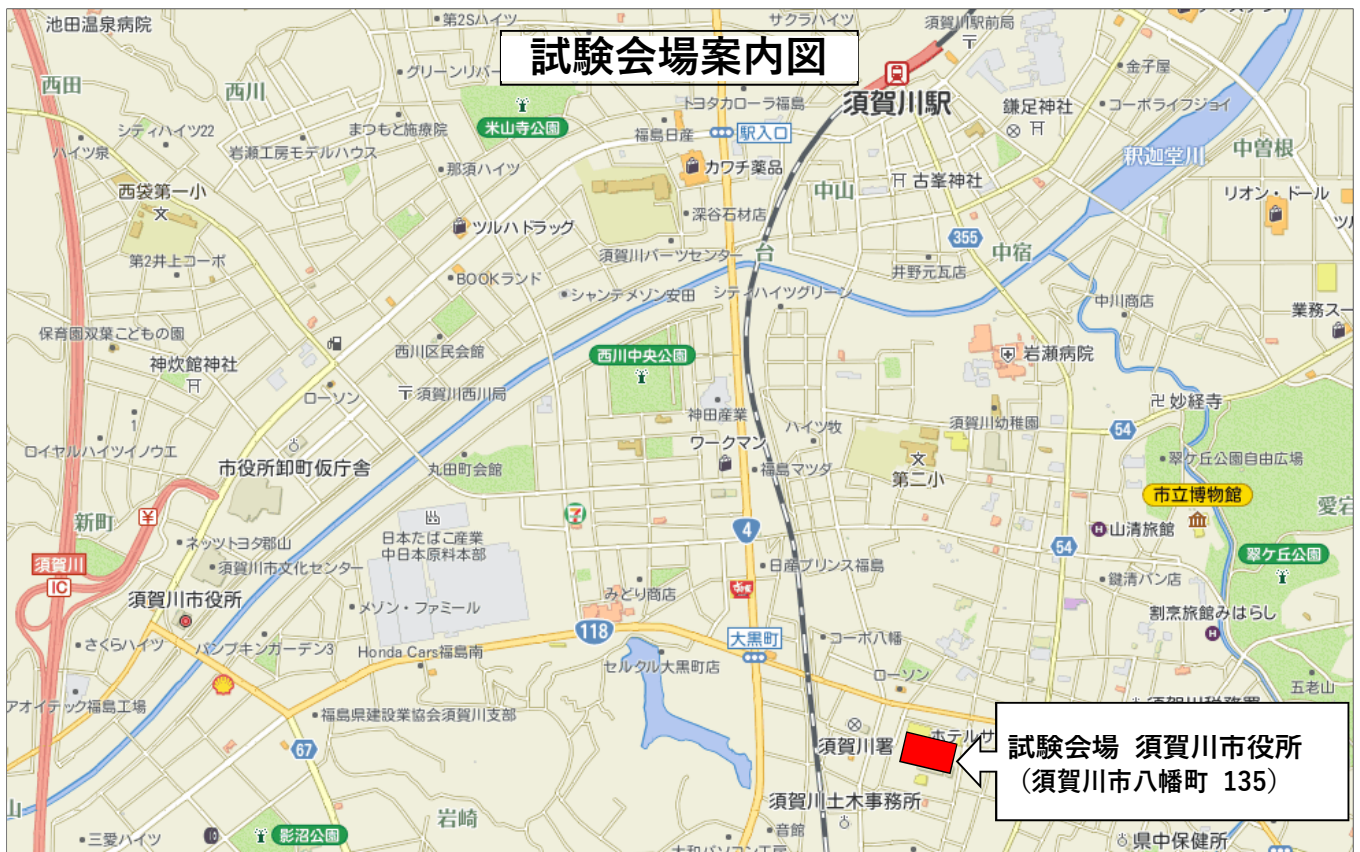 池田温泉病院
第2Sハイツ
サクラハイツ
須賀川駅前局
試験会場案内図
西田
西川
グリーンリバー
金子屋
トヨタカローラ福島
須賀川駅
鎌足神社
コーポライフジョイ
シティハイツ22
まつもと施療院
米山寺公園
福島日産
駅入口
釈迦堂川
中曽根
ハイツ泉
岩瀬工房モデルハウス
那須ハイツ
カワチ薬品
中山
古峯神社
西袋第一小
リオン・ドール
深谷石材店
ツルハドラッグ
355
中宿
第2井上コーポ
須賀川パーツセンター
台
井野元瓦店
BOOKランド
シャンテメゾン安田
シティハイツグリーン
中川商店
業務スー
保育園双葉こどもの園
西川区民会館
西川中央公園
岩瀬病院
神炊館神社
ローソン
須賀川西川局
神田産業
妙経寺
1
ハイツ牧
須賀川幼稚園
54
ロイヤルハイツイノウエ
ワークマン
市役所卸町仮庁舎
丸田町会館
福島マツダ
第二小
翠ケ丘公園自由広場
市立博物館
愛宕
新町
¥
7
4
山清旅館
日本たばこ産業
中日本原料本部
ネッツトヨタ郡山
54
翠ケ丘公園
須賀川
IC
須賀川市文化センター
日産プリンス福島
鍵清パン店
すき家
須賀川市役所
みどり商店
メゾン・ファミール
割烹旅館みはらし
118
大黒町
コーポ八幡
さくらハイツ
パンプキンガーデン3
Honda Cars福島南
セルクル大黒町店
ローソン
五老山
アオイテック福島工場
福島県建設業協会須賀川支部
須賀川税務署
67
須賀川署
ホテルサ
試験会場 須賀川市役所
（須賀川市八幡町 135）
須賀川土木事務所
山
岩崎
三愛ハイツ
影沼公園
音館
県中保健所
大和パソコン工房